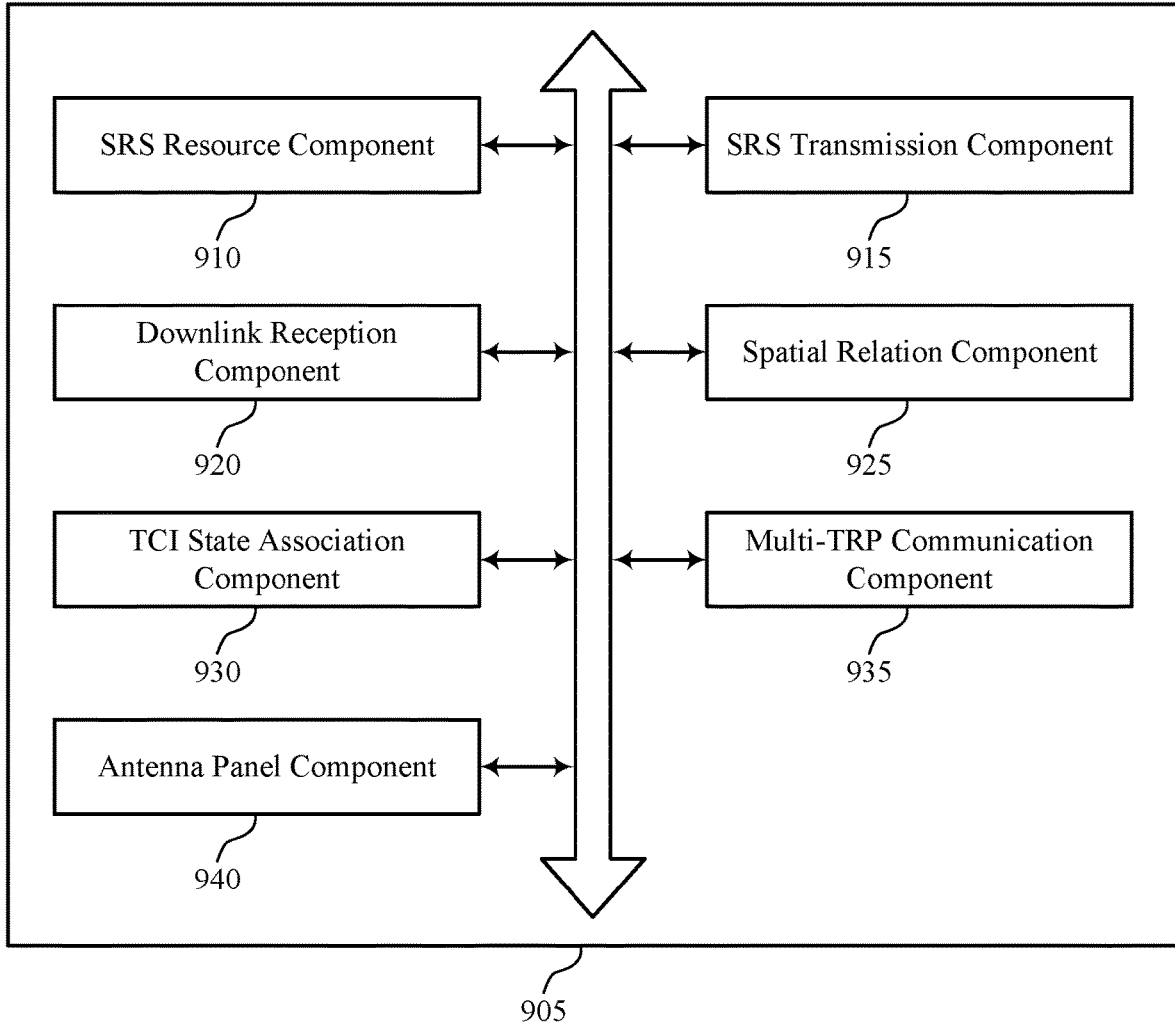 SRS Resource Component
910
SRS Transmission Component
915
Downlink Reception
Component
920
Spatial Relation Component
925
TCI State Association
Component
930
Multi-TRP Communication
Component
935
Antenna Panel Component
940
905